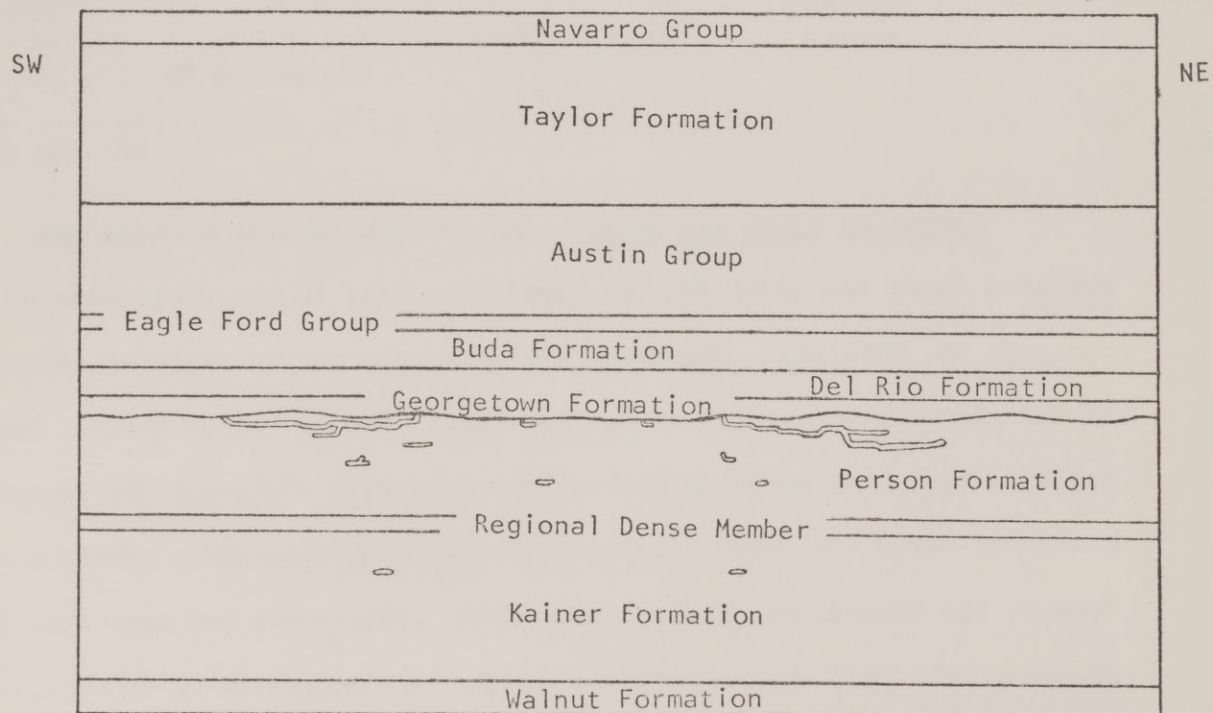 Navarro Group
SW
NE
Taylor Formation
Austin Group
Eagle Ford Group
Buda Formation
Del Rio Formation
Georgetown Formation
Person Formation
Regional Dense Member
Kainer Formation
Walnut Formation